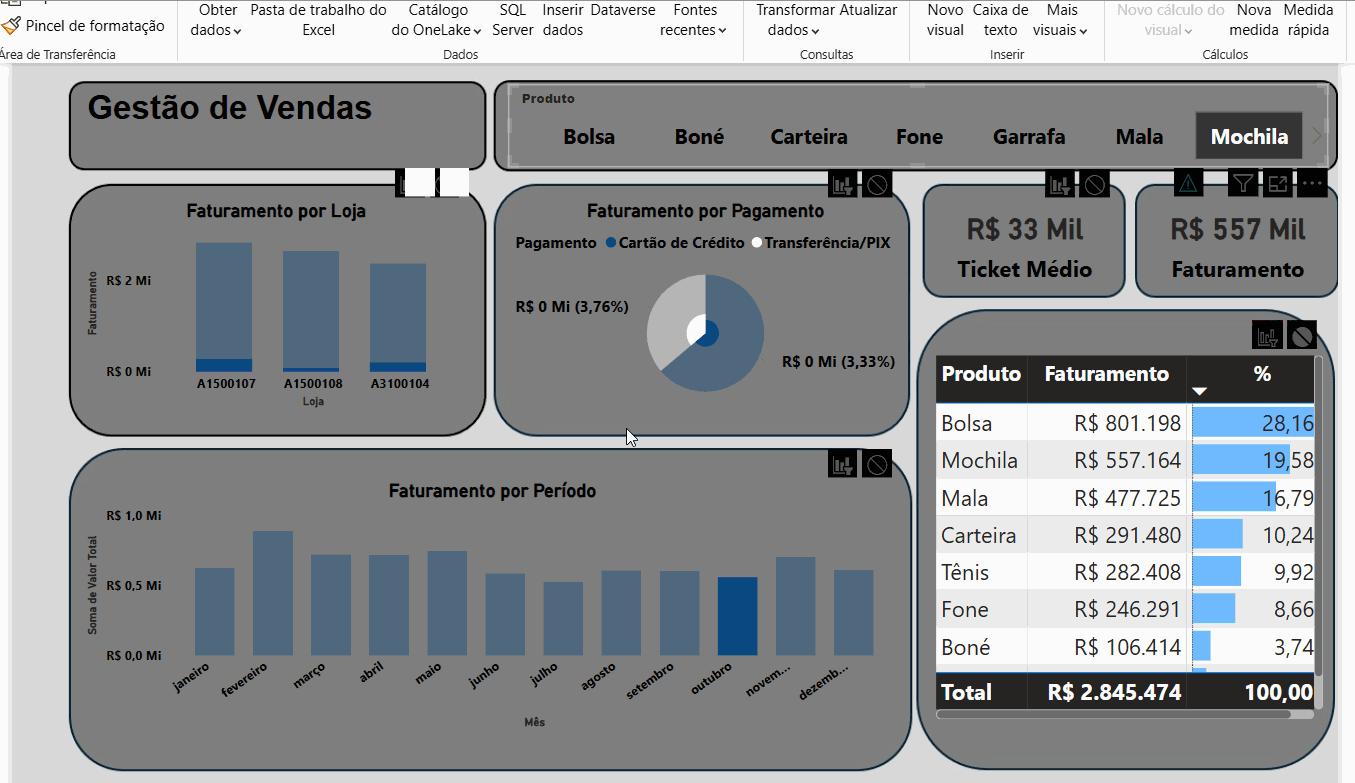 Pincel de formatação
Área de Transferência
Obter dados
Pasta de trabalho do Excel
Catálogo do OneLake
SQL Server
Inserir dados
Dataverse
Fontes recentes
Dados
Transformar dados
Atualizar
Consultas
Novo visual
Caixa de texto
Mais visuais
Inserir
Novo cálculo do visual
Nova medida
Medida rápida
Cálculos
Gestão de Vendas
Produto
Bolsa Boné Carteira Fone Garrafa Mala Mochila
Faturamento por Loja
Faturamento
R$ 2 Mi
R$ 0 Mi
A1500107 A1500108 A3100104
Loja
Faturamento por Pagamento
Pagamento Cartão de Crédito Transferência/PIX
R$ 0 Mi (3,76%)
R$ 0 Mi (3,33%)
R$ 33 Mil
Ticket Médio
R$ 557 Mil
Faturamento
Faturamento por Período
Soma de Valor Total
R$ 1,0 Mi
R$ 0,5 Mi
R$ 0,0 Mi
janeiro fevereiro março abril maio junho julho agosto setembro outubro novem... dezemb...
Mês
Produto Faturamento %
Bolsa R$ 801.198 28,16
Mochila R$ 557.164 19,58
Mala R$ 477.725 16,79
Carteira R$ 291.480 10,24
Tênis R$ 282.408 9,92
Fone R$ 246.291 8,66
Boné R$ 106.414 3,74
Total R$ 2.845.474 100,00